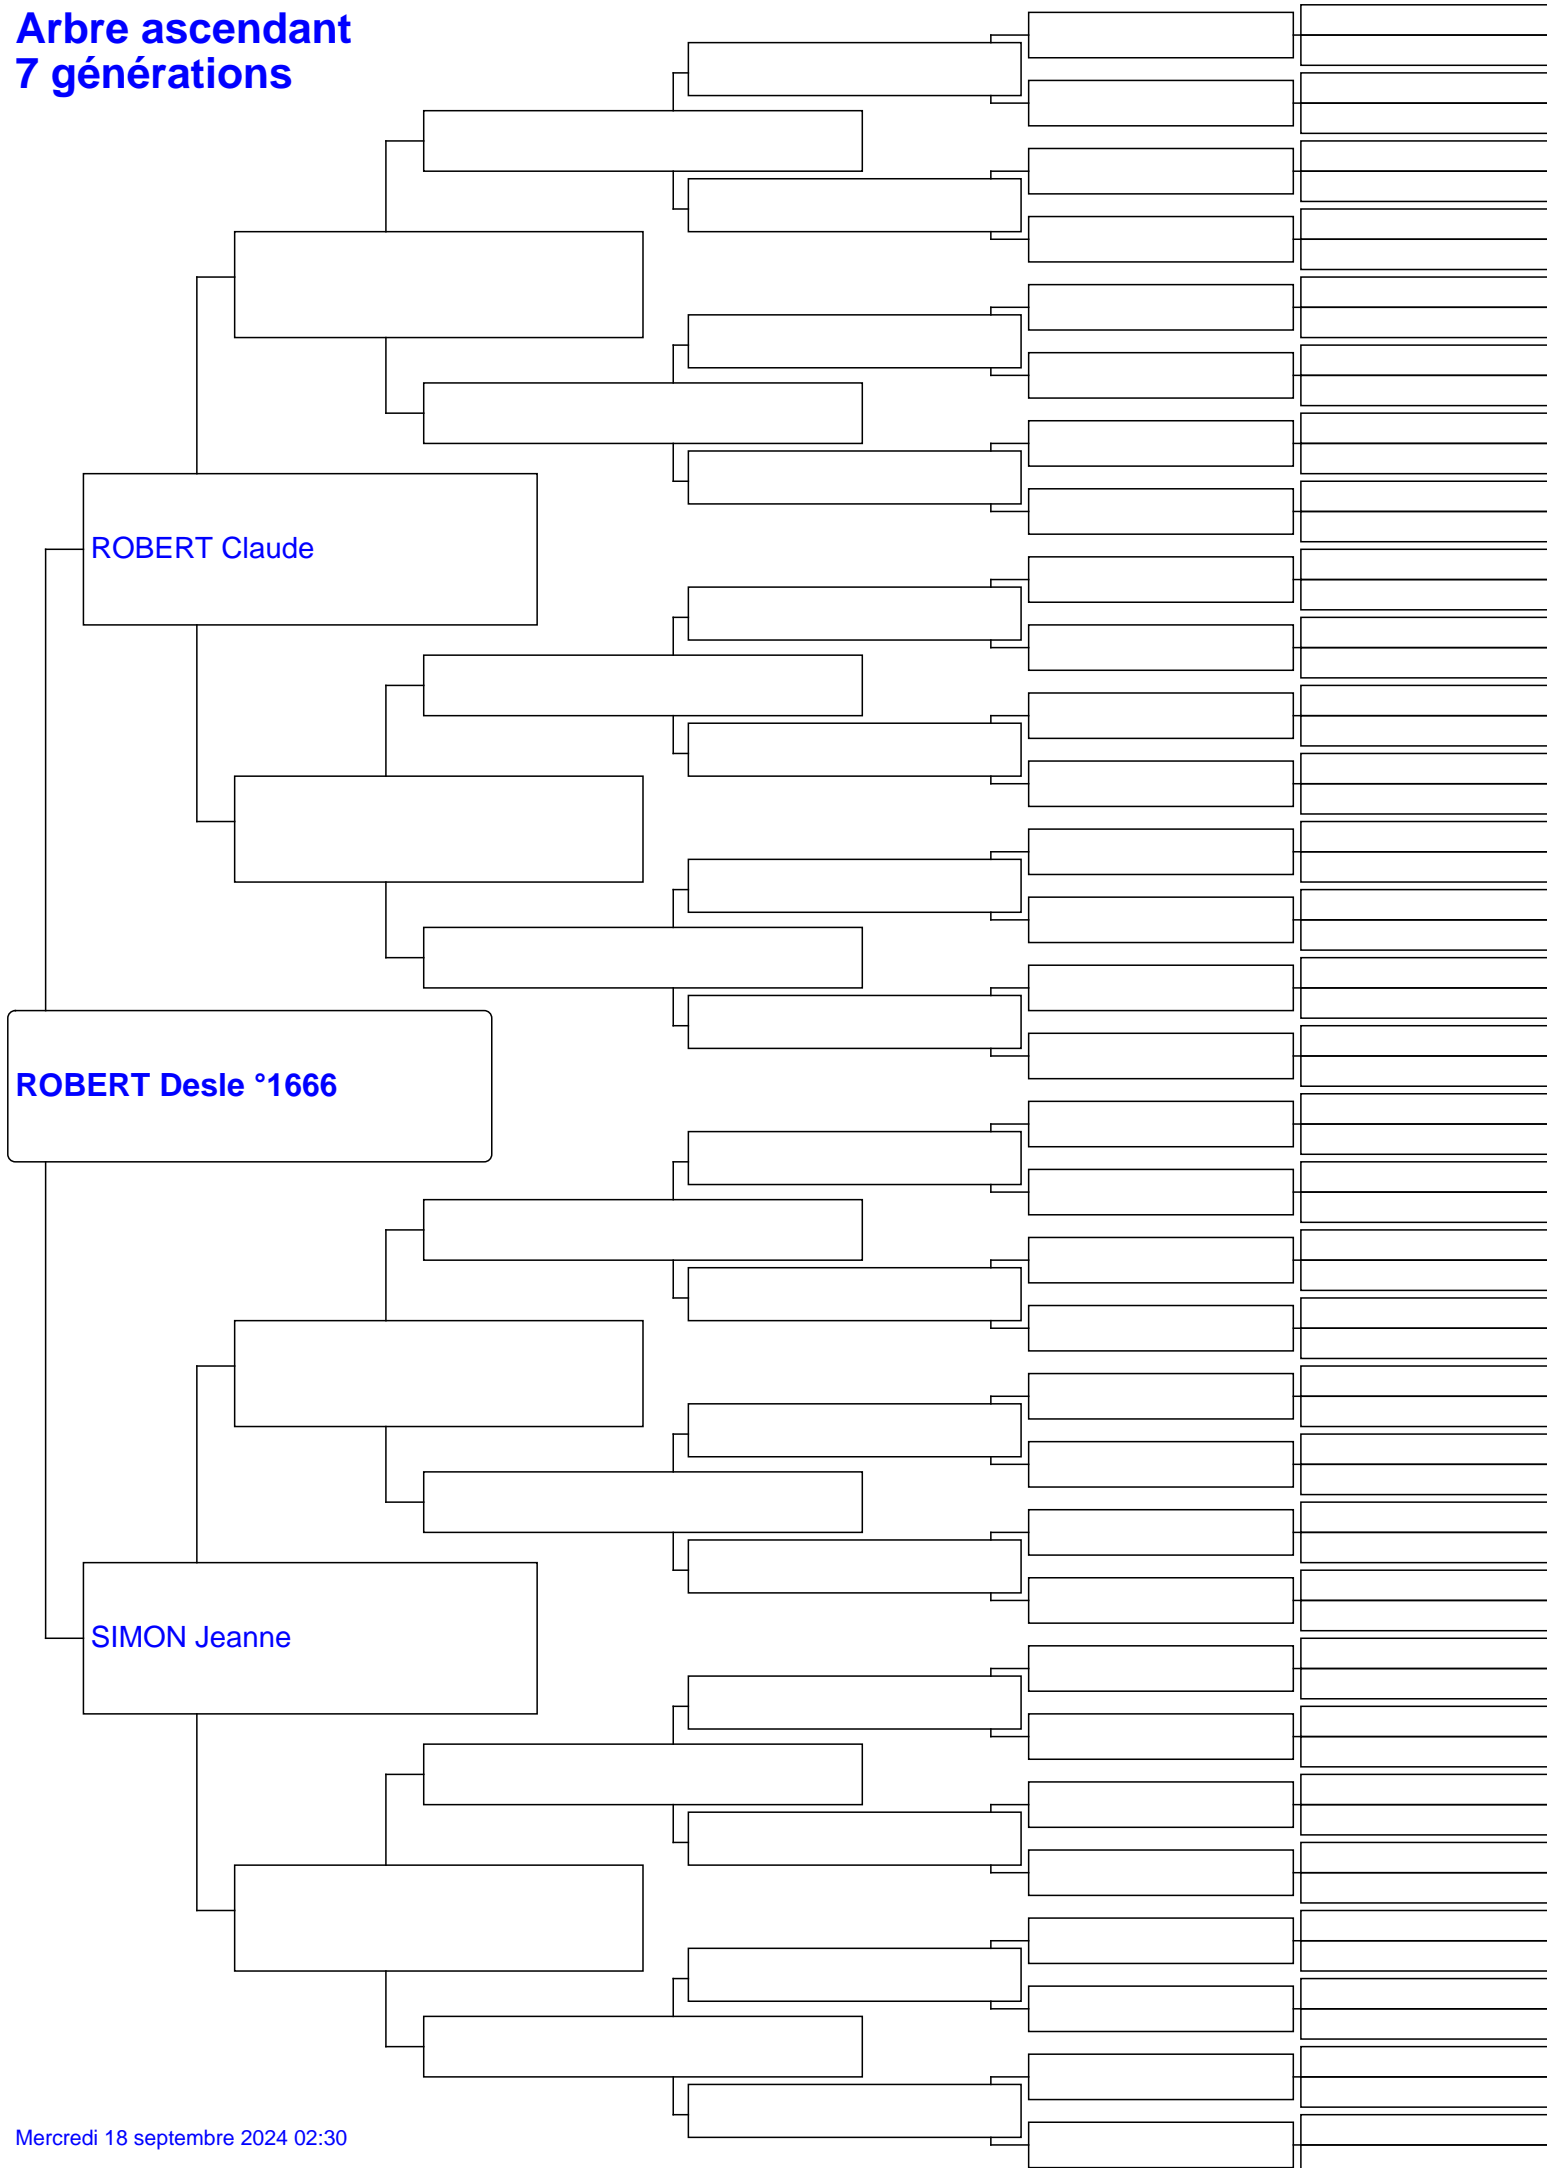 Arbre ascendant
7 générations
ROBERT Claude
ROBERT Desle °1666
SIMON Jeanne
Mercredi 18 septembre 2024 02:30